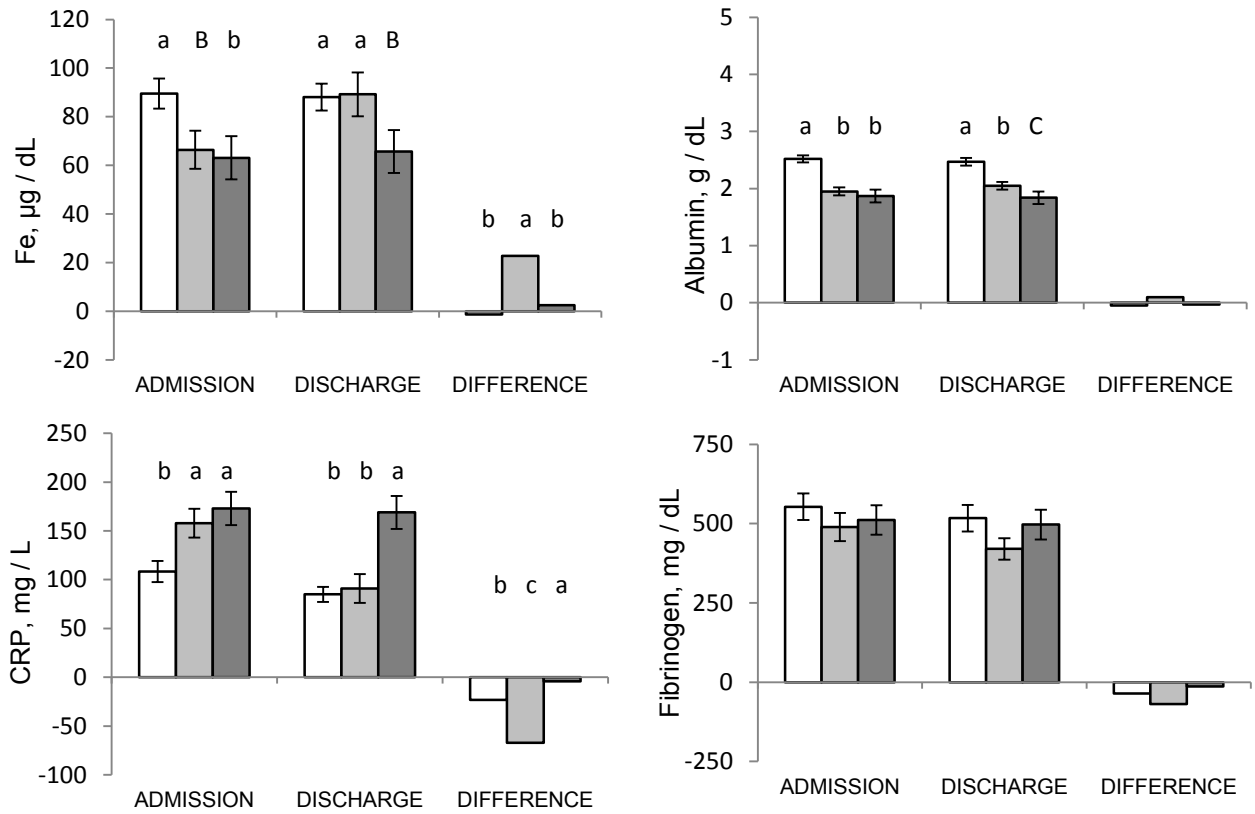 Fe, µg / dL
120
100
80
60
40
20
0
-20
a B b
a a B
b a b
ADMISSION DISCHARGE DIFFERENCE
Albumin, g / dL
5
4
3
2
1
0
-1
a b b
a b C
ADMISSION DISCHARGE DIFFERENCE
CRP, mg / L
250
200
150
100
50
0
-50
-100
b a a
b b a
b c a
ADMISSION DISCHARGE DIFFERENCE
Fibrinogen, mg / dL
750
500
250
0
-250
ADMISSION DISCHARGE DIFFERENCE